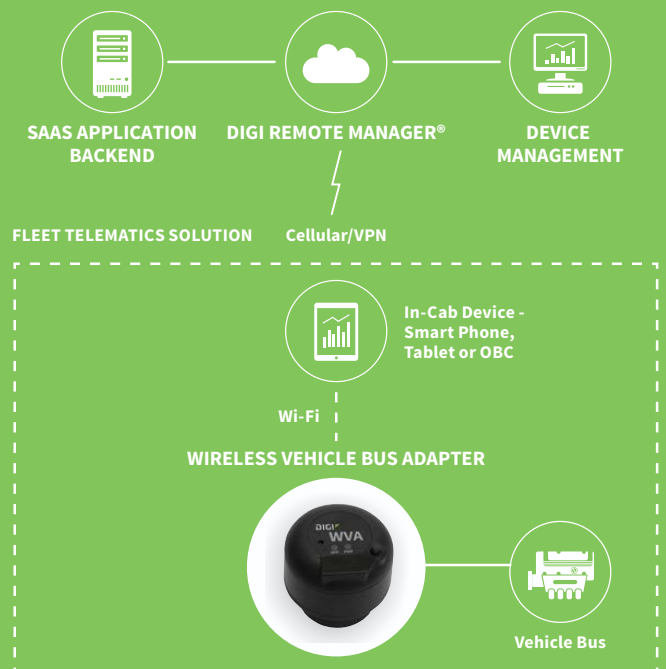 SAAS APPLICATION
BACKEND
DIGI REMOTE MANAGER®
DEVICE
MANAGEMENT
FLEET TELEMATICS SOLUTION
Cellular/VPN
In-Cab Device -
Smart Phone,
Tablet or OBC
Wi-Fi
WIRELESS VEHICLE BUS ADAPTER
DIGI
WVA
Vehicle Bus